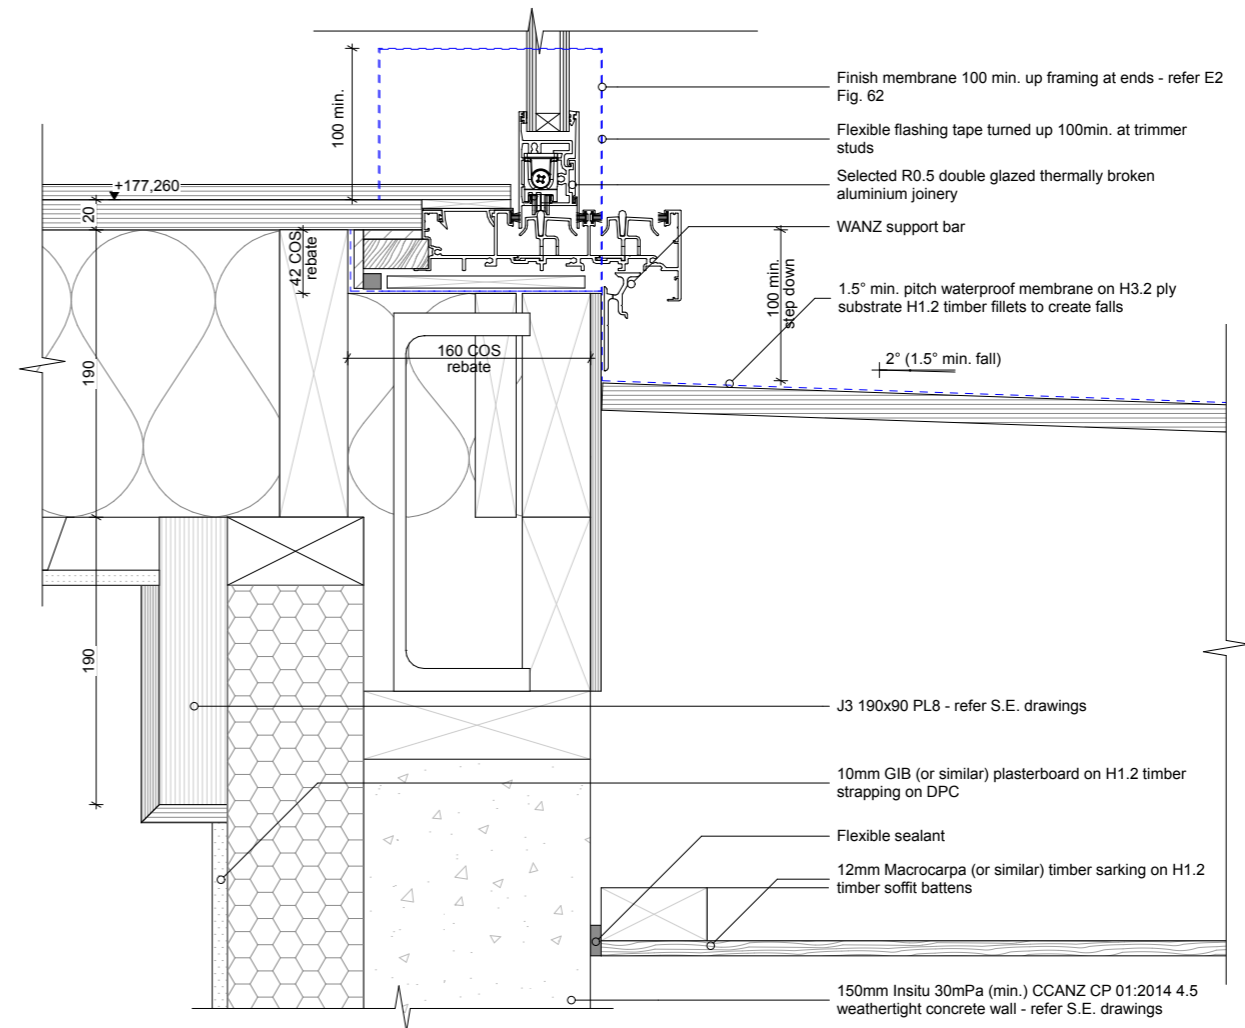 Finish membrane 100 min. up framing at ends - refer E2
Fig. 62
Flexible flashing tape turned up 100min. at trimmer
studs
Selected R0.5 double glazed thermally broken
aluminium joinery
WANZ support bar
1.5° min. pitch waterproof membrane on H3.2 ply
substrate H1.2 timber fillets to create falls
100 min.
+177,260
20
42 COS
rebate
100 min.
step down
160 COS
rebate
2° (1.5° min. fall)
190
190
J3 190x90 PL8 - refer S.E. drawings
10mm GIB (or similar) plasterboard on H1.2 timber
strapping on DPC
Flexible sealant
12mm Macrocarpa (or similar) timber sarking on H1.2
timber soffit battens
150mm Insitu 30mPa (min.) CCANZ CP 01:2014 4.5
weathertight concrete wall - refer S.E. drawings